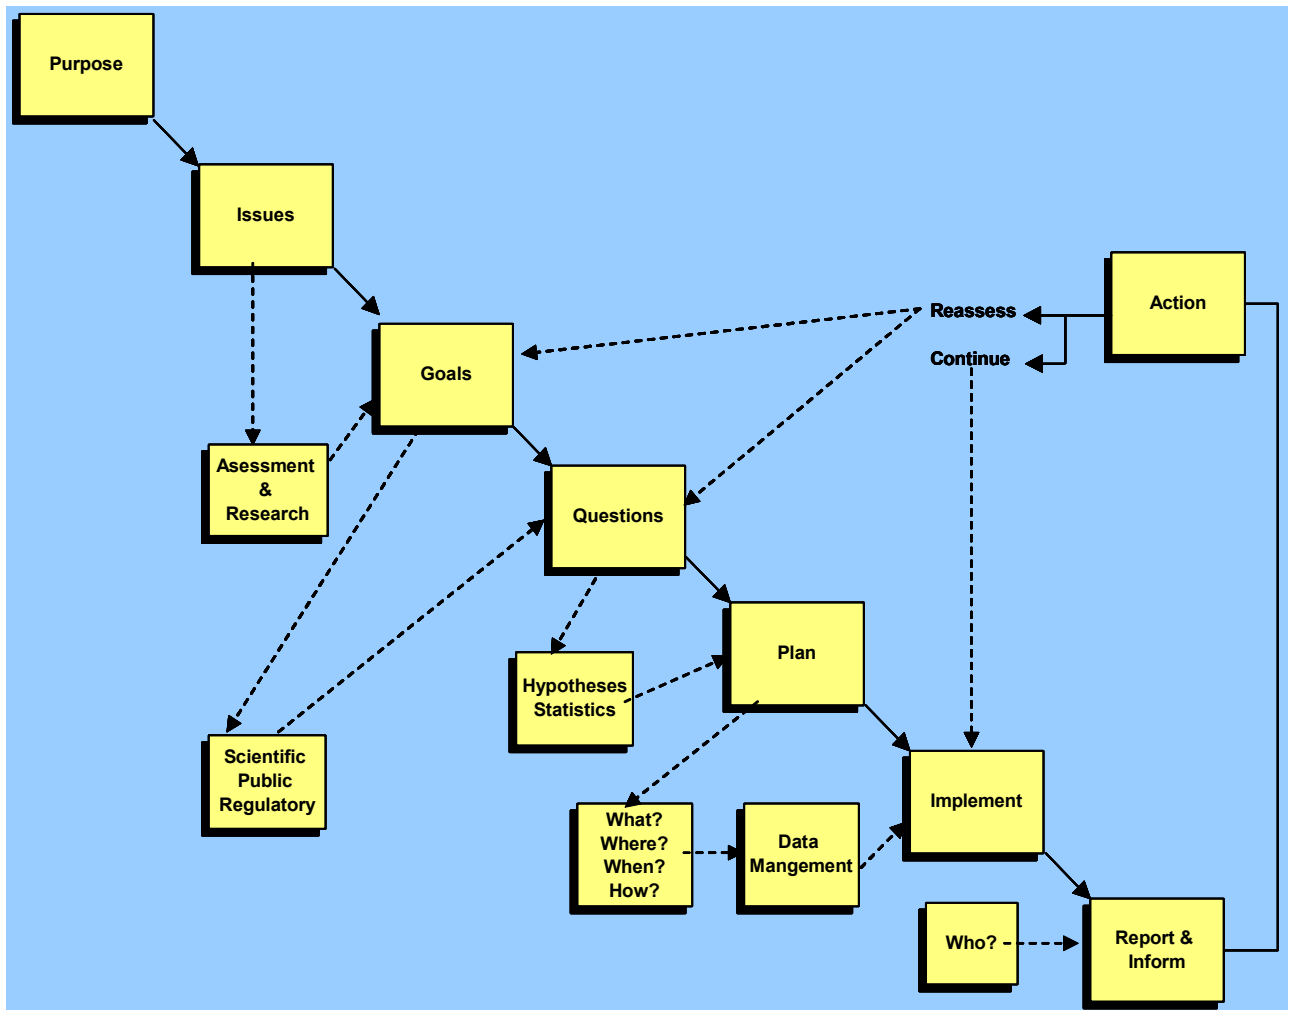 Purpose
Issues
Action
Reassess
Continue
Goals
Asessment
&
Research
Questions
Plan
Hypotheses
Statistics
Scientific
Public
Regulatory
Implement
What?
Where?
When?
How?
Data
Mangement
Who?
Report &
Inform